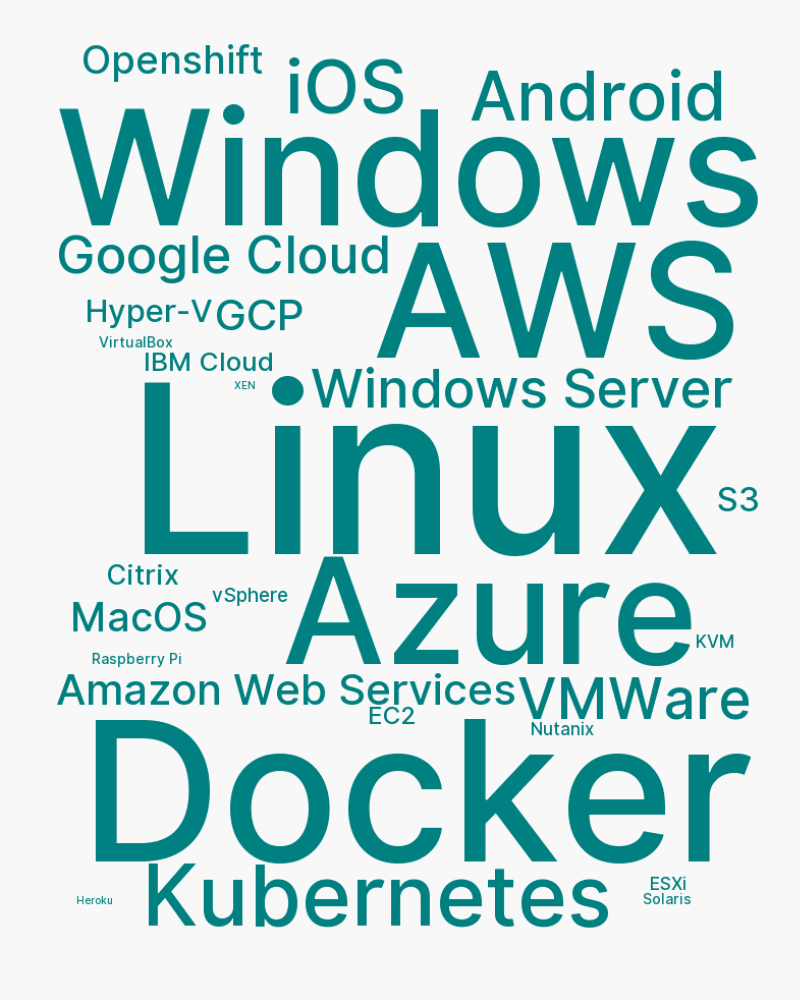 Openshift
iOS
Android
Windows
Google Cloud
AWS
Hyper-V
GCP
VirtualBox
IBM Cloud
XEN
Windows Server
Linux
S3
Citrix
vSphere
Azure
MacOS
KVM
Raspberry Pi
Amazon Web Services
VMWare
EC2
Nutanix
Docker
Kubernetes
ESXi
Heroku
Solaris